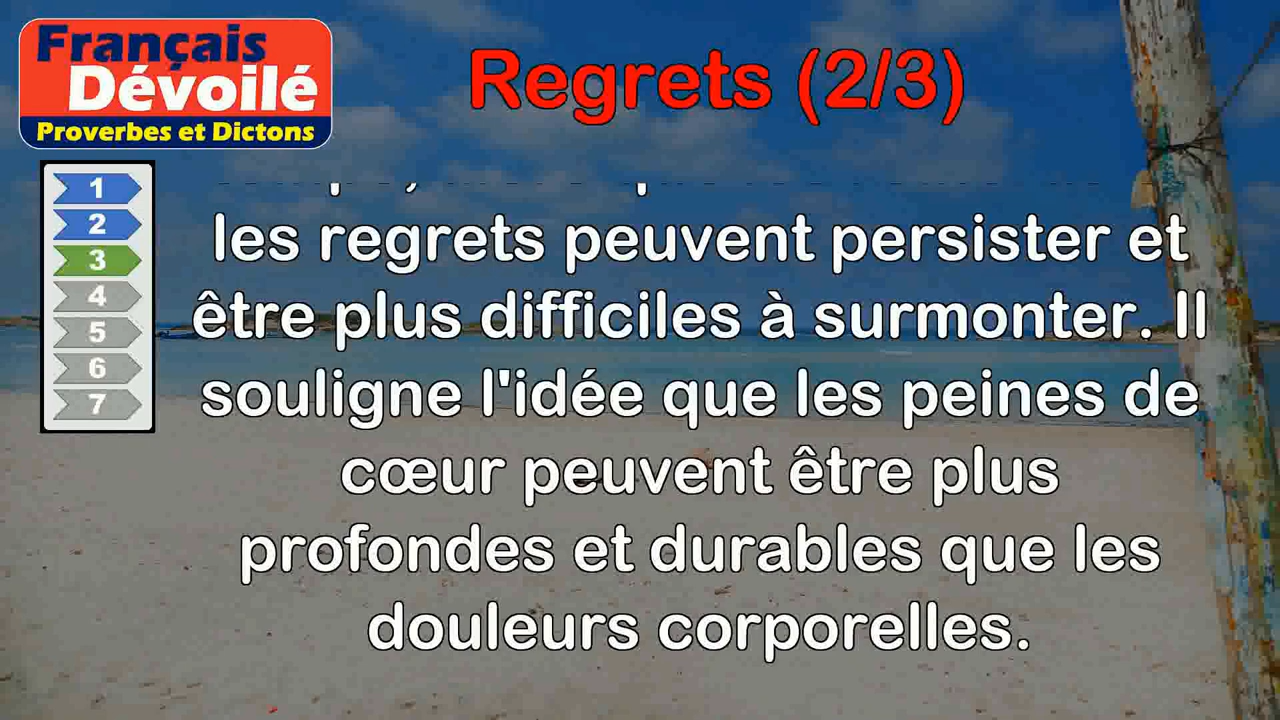 Français
Dévoilé
Proverbes et Dictons
Regrets (2/3)
1
2
3
4
5
6
7
les regrets peuvent persister et
être plus difficiles à surmonter. Il
souligne l'idée que les peines de
cœur peuvent être plus
profondes et durables que les
douleurs corporelles.